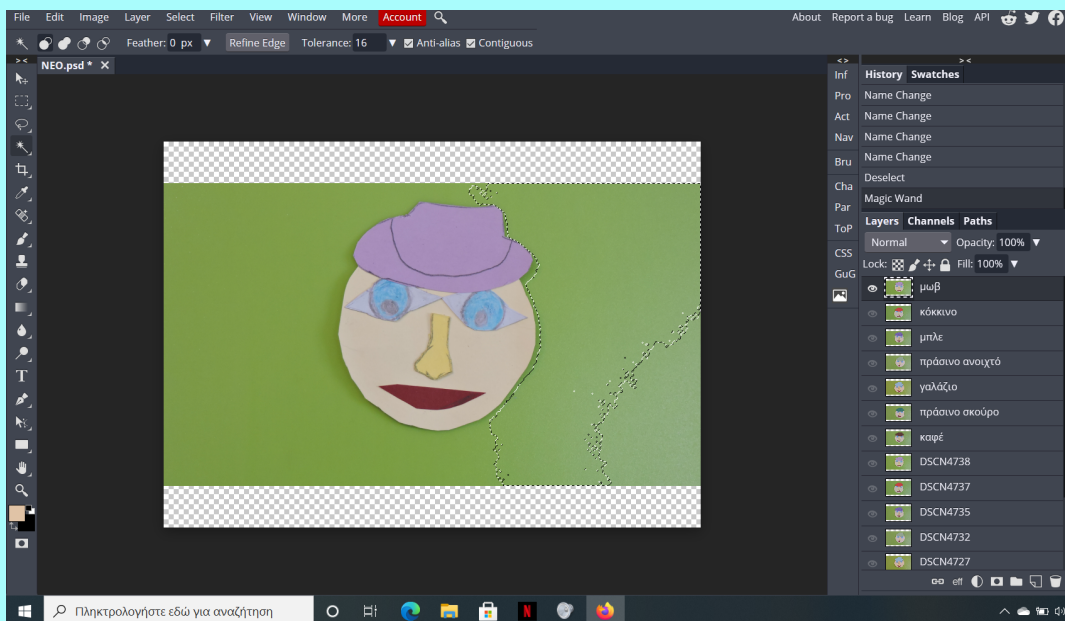 File Edit Image Layer Select Filter View Window More Account
About Report a bug Learn Blog API
Feather: 0 px Refine Edge Tolerance: 16 Anti-alias Contiguous
NEO.psd *
Inf
Pro
Act
Nav
Bru
Cha
Par
ToP
CSS
GuG
History Swatches
Name Change
Name Change
Name Change
Name Change
Deselect
Magic Wand
Layers Channels Paths
Normal Opacity: 100%
Lock: Fill: 100%
μωβ
κόκκινο
μπλε
πράσινο ανοιχτό
γαλάζιο
πράσινο σκούρο
καφέ
DSCN4738
DSCN4737
DSCN4735
DSCN4732
DSCN4727
eff
Πληκτρολογήστε εδώ για αναζήτηση